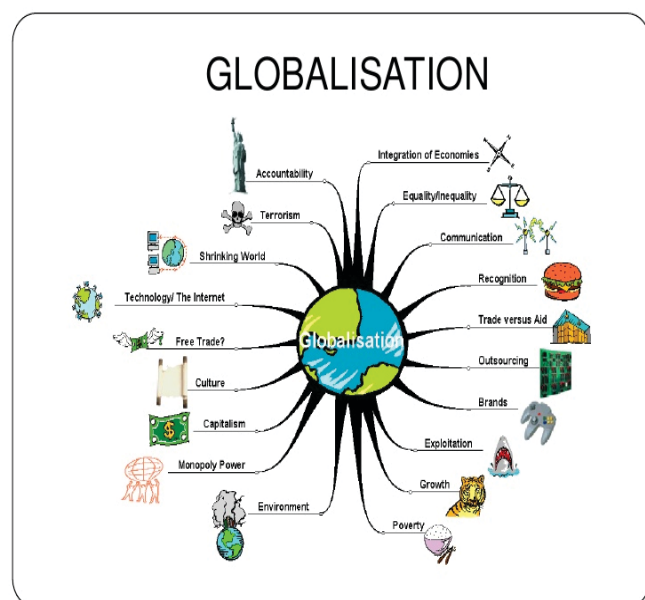 GLOBALISATION
Integration of Economies
Accountability
Equality/Inequality
Terrorism
Communication
Shrinking World
Recognition
Technology/ The Internet
Trade versus Aid
Free Trade?
Globalisation
Outsourcing
Culture
Brands
Capitalism
Exploitation
Monopoly Power
Growth
Environment
Poverty